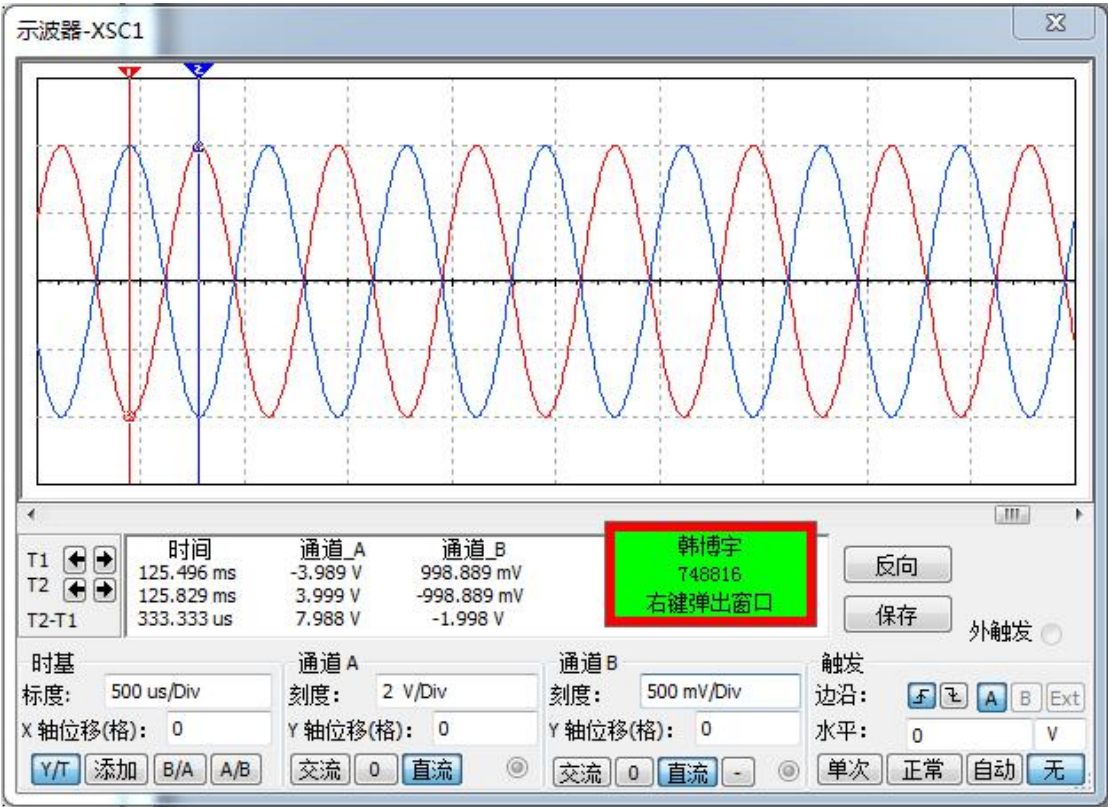 示波器-XSC1
1 2
时间 通道_A 通道_B
T1 125.496 ms -3.989 V 998.889 mV
T2 125.829 ms 3.999 V -998.889 mV
T2-T1 333.333 us 7.988 V -1.998 V
韩博宇
748816
右键弹出窗口
反向
保存
外触发
时基
标度: 500 us/Div
X 轴位移(格): 0
Y/T 添加 B/A A/B
通道 A
刻度: 2 V/Div
Y 轴位移(格): 0
交流 0 直流
通道 B
刻度: 500 mV/Div
Y 轴位移(格): 0
交流 0 直流 -
触发
边沿: A B Ext
水平: 0 V
单次 正常 自动 无